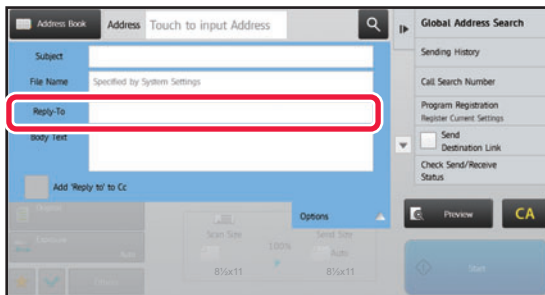 Address Book
Address
Touch to input Address
Global Address Search
Subject
Sending History
File Name
Specified by System Settings
Call Search Number
Reply-To
Program Registration
Register Current Settings
Body Text
Send
Destination Link
Check Send/Receive
Status
Add 'Reply to' to Cc
Original
Options
Preview
CA
Exposure
Auto
Scan Size
100%
Send Size
Auto
8½x11
8½x11
Start
Others